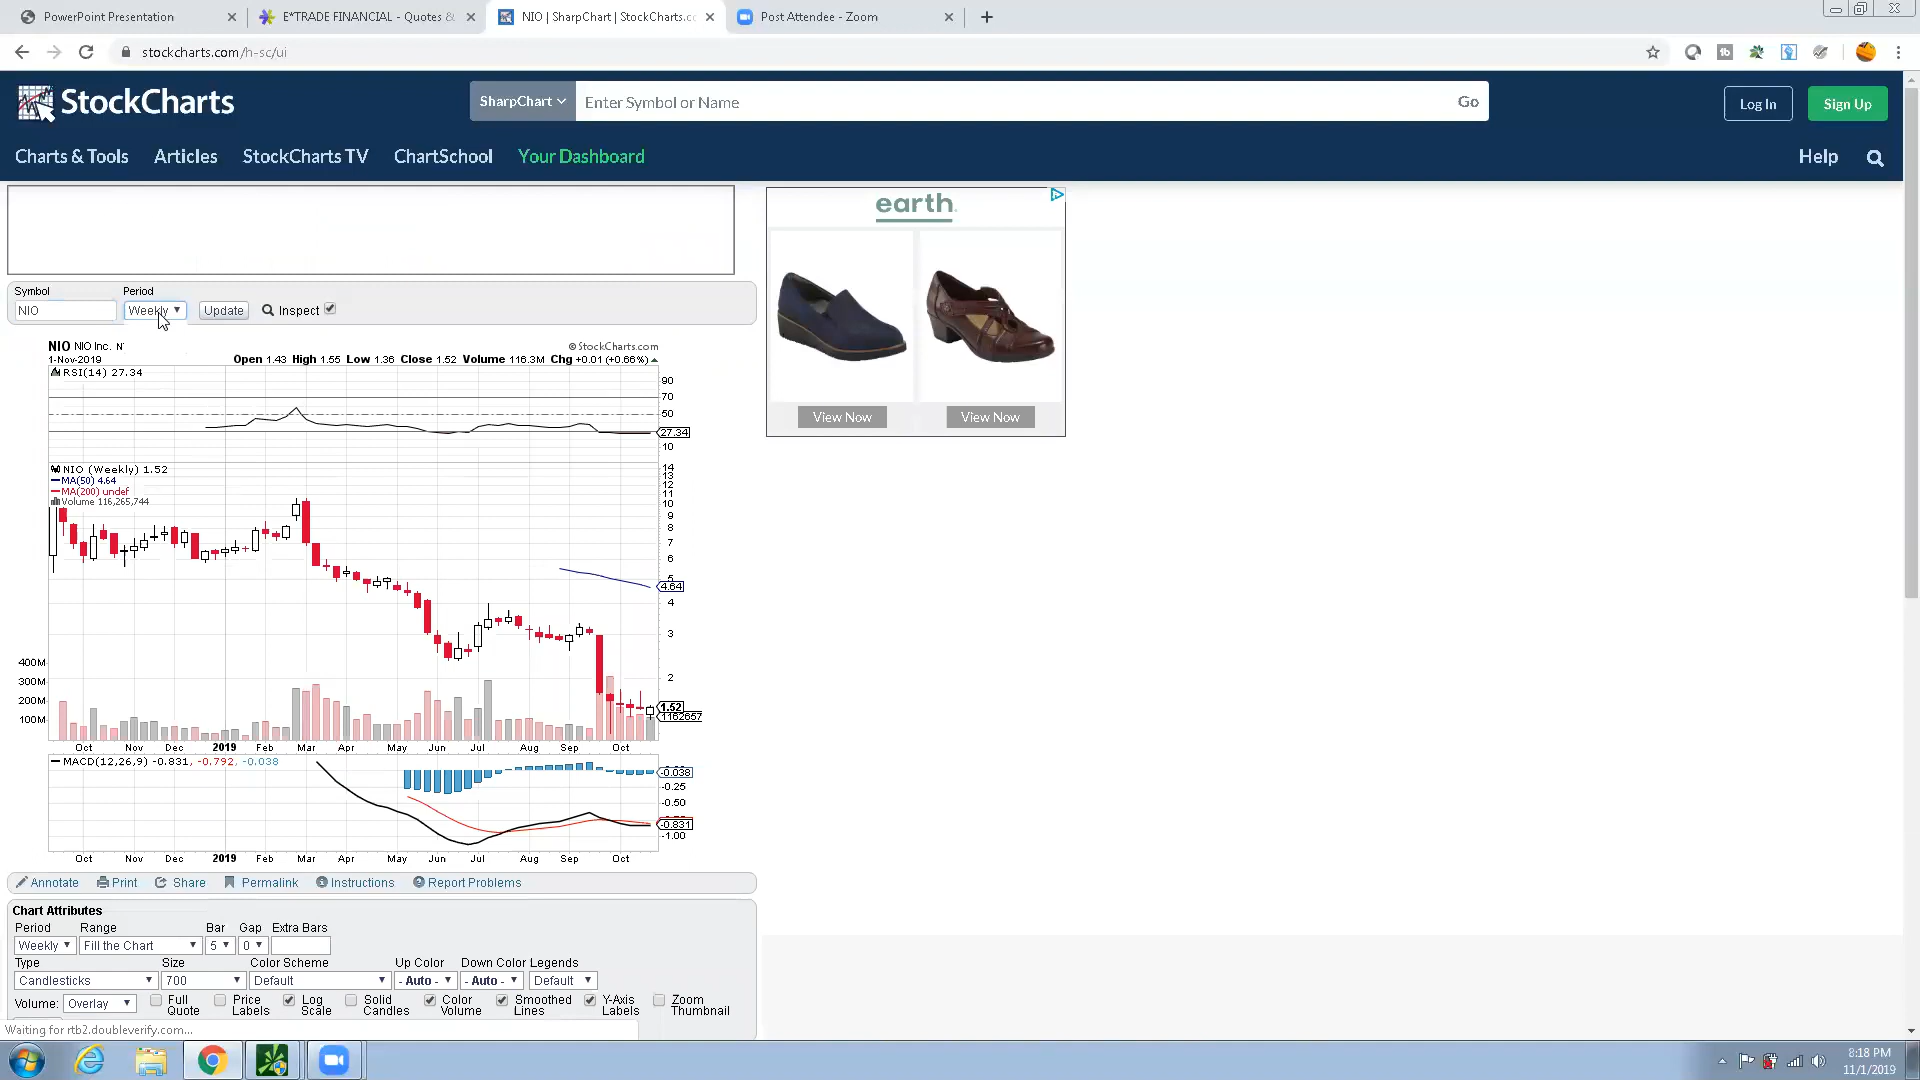 PowerPoint Presentation
E*TRADE FINANCIAL - Quotes &
NIO | SharpChart | StockCharts.co
Post Attendee - Zoom
stockcharts.com/h-sc/ui
StockCharts
SharpChart
Enter Symbol or Name
Go
Log In
Sign Up
Charts & Tools
Articles
StockCharts TV
ChartSchool
Your Dashboard
Help
earth.
View Now
View Now
Symbol
Period
NIO
Weekly
Update
Inspect
NIO NIO Inc.
© StockCharts.com
1-Nov-2019
Open 1.43 High 1.55 Low 1.36 Close 1.52 Volume 116.3M Chg +0.01 (+0.66%)
RSI(14) 27.34
90
70
50
27.34
10
NIO (Weekly) 1.52
MA(50) 4.64
MA(200) undef
Volume 116,265,744
14
13
12
11
10
9
8
7
6
5
4.64
4
3
2
1.52
1162657
400M
300M
200M
100M
Oct Nov Dec 2019 Feb Mar Apr May Jun Jul Aug Sep Oct
MACD(12,26,9) -0.831, -0.792, -0.038
-0.038
-0.25
-0.50
-0.831
-1.00
Oct Nov Dec 2019 Feb Mar Apr May Jun Jul Aug Sep Oct
Annotate
Print
Share
Permalink
Instructions
Report Problems
Chart Attributes
Period Range Bar Gap Extra Bars
Weekly Fill the Chart 5 0
Type Size Color Scheme Up Color Down Color Legends
Candlesticks 700 Default - Auto - - Auto - Default
Volume: Overlay
Full Quote
Price Labels
Log Scale
Solid Candles
Color Volume
Smoothed Lines
Y-Axis Labels
Zoom Thumbnail
Waiting for rtb2.doubleverify.com...
8:18 PM
11/1/2019